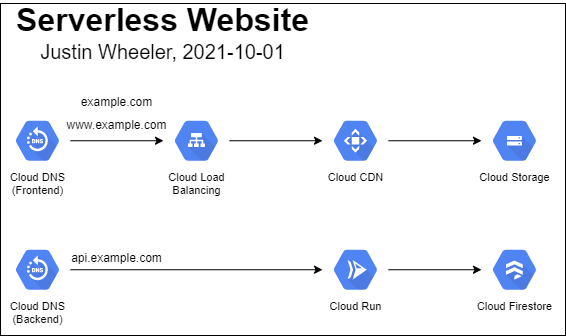 Serverless Website
Justin Wheeler, 2021-10-01
example.com
www.example.com
DNS
Cloud DNS
(Frontend)
Cloud Load
Balancing
Cloud CDN
Cloud Storage
api.example.com
DNS
Cloud DNS
(Backend)
Cloud Run
Cloud Firestore